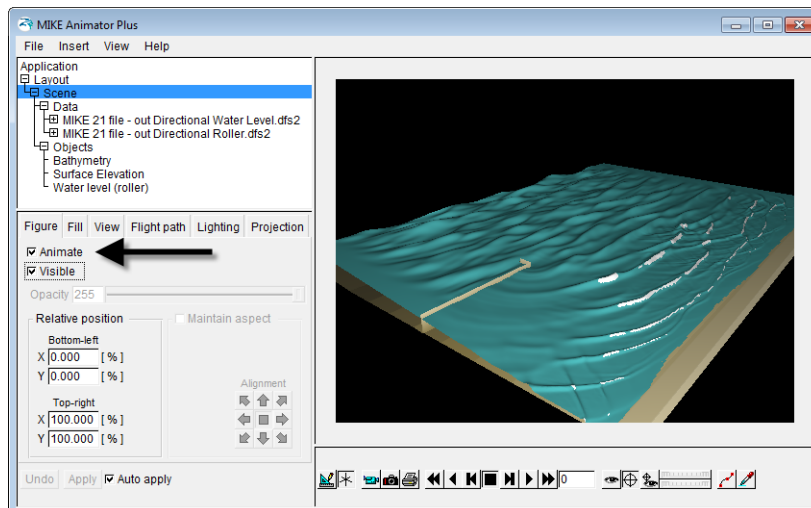 MIKE Animator Plus
File Insert View Help
Application
Layout
Scene
Data
MIKE 21 file - out Directional Water Level.dfs2
MIKE 21 file - out Directional Roller.dfs2
Objects
Bathymetry
Surface Elevation
Water level (roller)
Figure Fill View Flight path Lighting Projection
Animate
Visible
Opacity 255
Relative position
Maintain aspect
Bottom-left
X 0.000 [ % ]
Y 0.000 [ % ]
Alignment
Top-right
X 100.000 [ % ]
Y 100.000 [ % ]
Undo Apply Auto apply
0